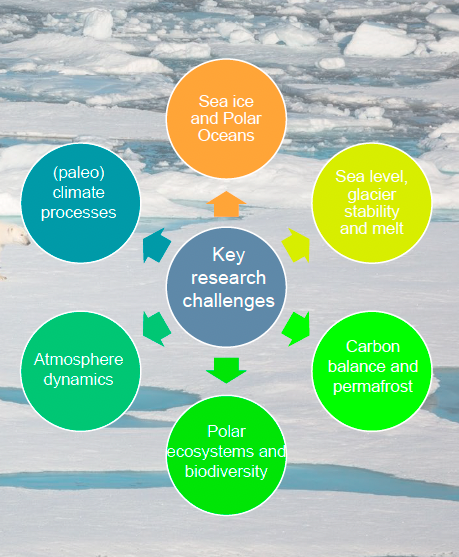 Sea ice
and Polar
Oceans
(paleo)
climate
processes
Sea level,
glacier
stability
and melt
Key
research
challenges
Atmosphere
dynamics
Carbon
balance and
permafrost
Polar
ecosystems and
biodiversity